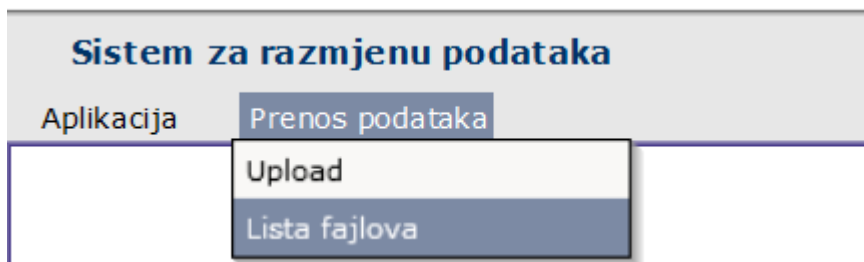 Sistem za razmjenu podataka
Aplikacija Prenos podataka
Upload
Lista fajlova